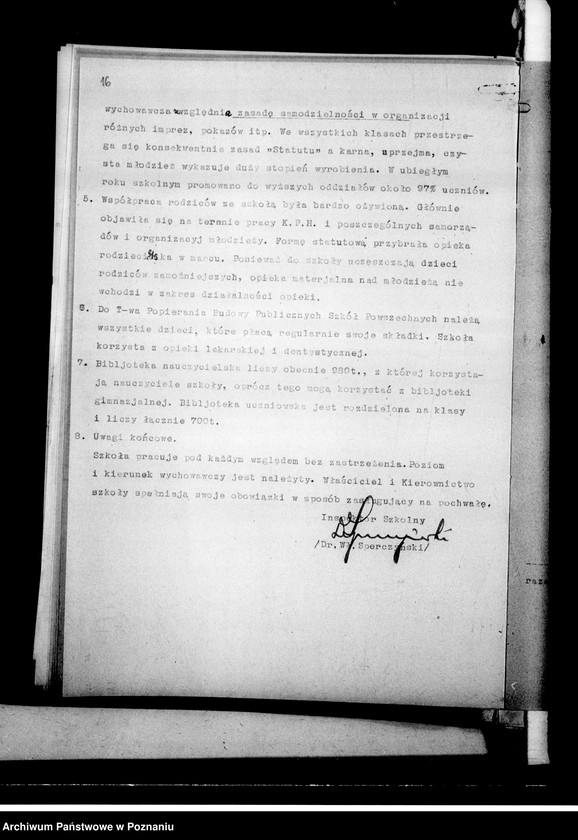 16
wychowawcza względnie zasadę samodzielności w organizacji
różnych imprez, pokazów itp. We wszystkich klasach przestrze-
ga się konsekwentnie zasad „Statutu" a karna, uprzejma, czy-
sta młodzież wykazuje duży stopień wyrobienia. W ubiegłym
roku szkolnym promowano do wyższych oddziałów około 97% uczniów.
5. Współpraca rodziców ze szkołą była bardzo ożywiona. Głównie
objawiła się na terenie pracy K.P.H. i poszczególnych samorzą-
dów i organizacyj młodzieży. Formę statutową przybrała opieka
rodzicielska w marcu. Ponieważ do szkoły uczęszczają dzieci
rodziców zamożniejszych, opieka materjalna nad młodzieżą nie
wchodzi w zakres działalności opieki.
6. Do T-wa Popierania Budowy Publicznych Szkół Powszechnych należą
wszystkie dzieci, które płacą regularnie swoje składki. Szkoła
korzysta z opieki lekarskiej i dentystycznej.
7. Bibljoteka nauczycielska liczy obecnie 980t., z której korzysta-
ją nauczyciele szkoły, oprócz tego mogą korzystać z bibljoteki
gimnazjalnej. Bibljoteka uczniowska jest rozdzielona na klasy
i liczy łącznie 700t.
8. Uwagi końcowe.
Szkoła pracuje pod każdym względem bez zastrzeżenia. Poziom
i kierunek wychowawczy jest należyty. Właściciel i Kierownictwo
szkoły spełniają swoje obowiązki w sposób zasługujący na pochwałę.
Inspektor Szkolny
/Dr. Wł. Sperczyński/
raza
Archiwum Państwowe w Poznaniu